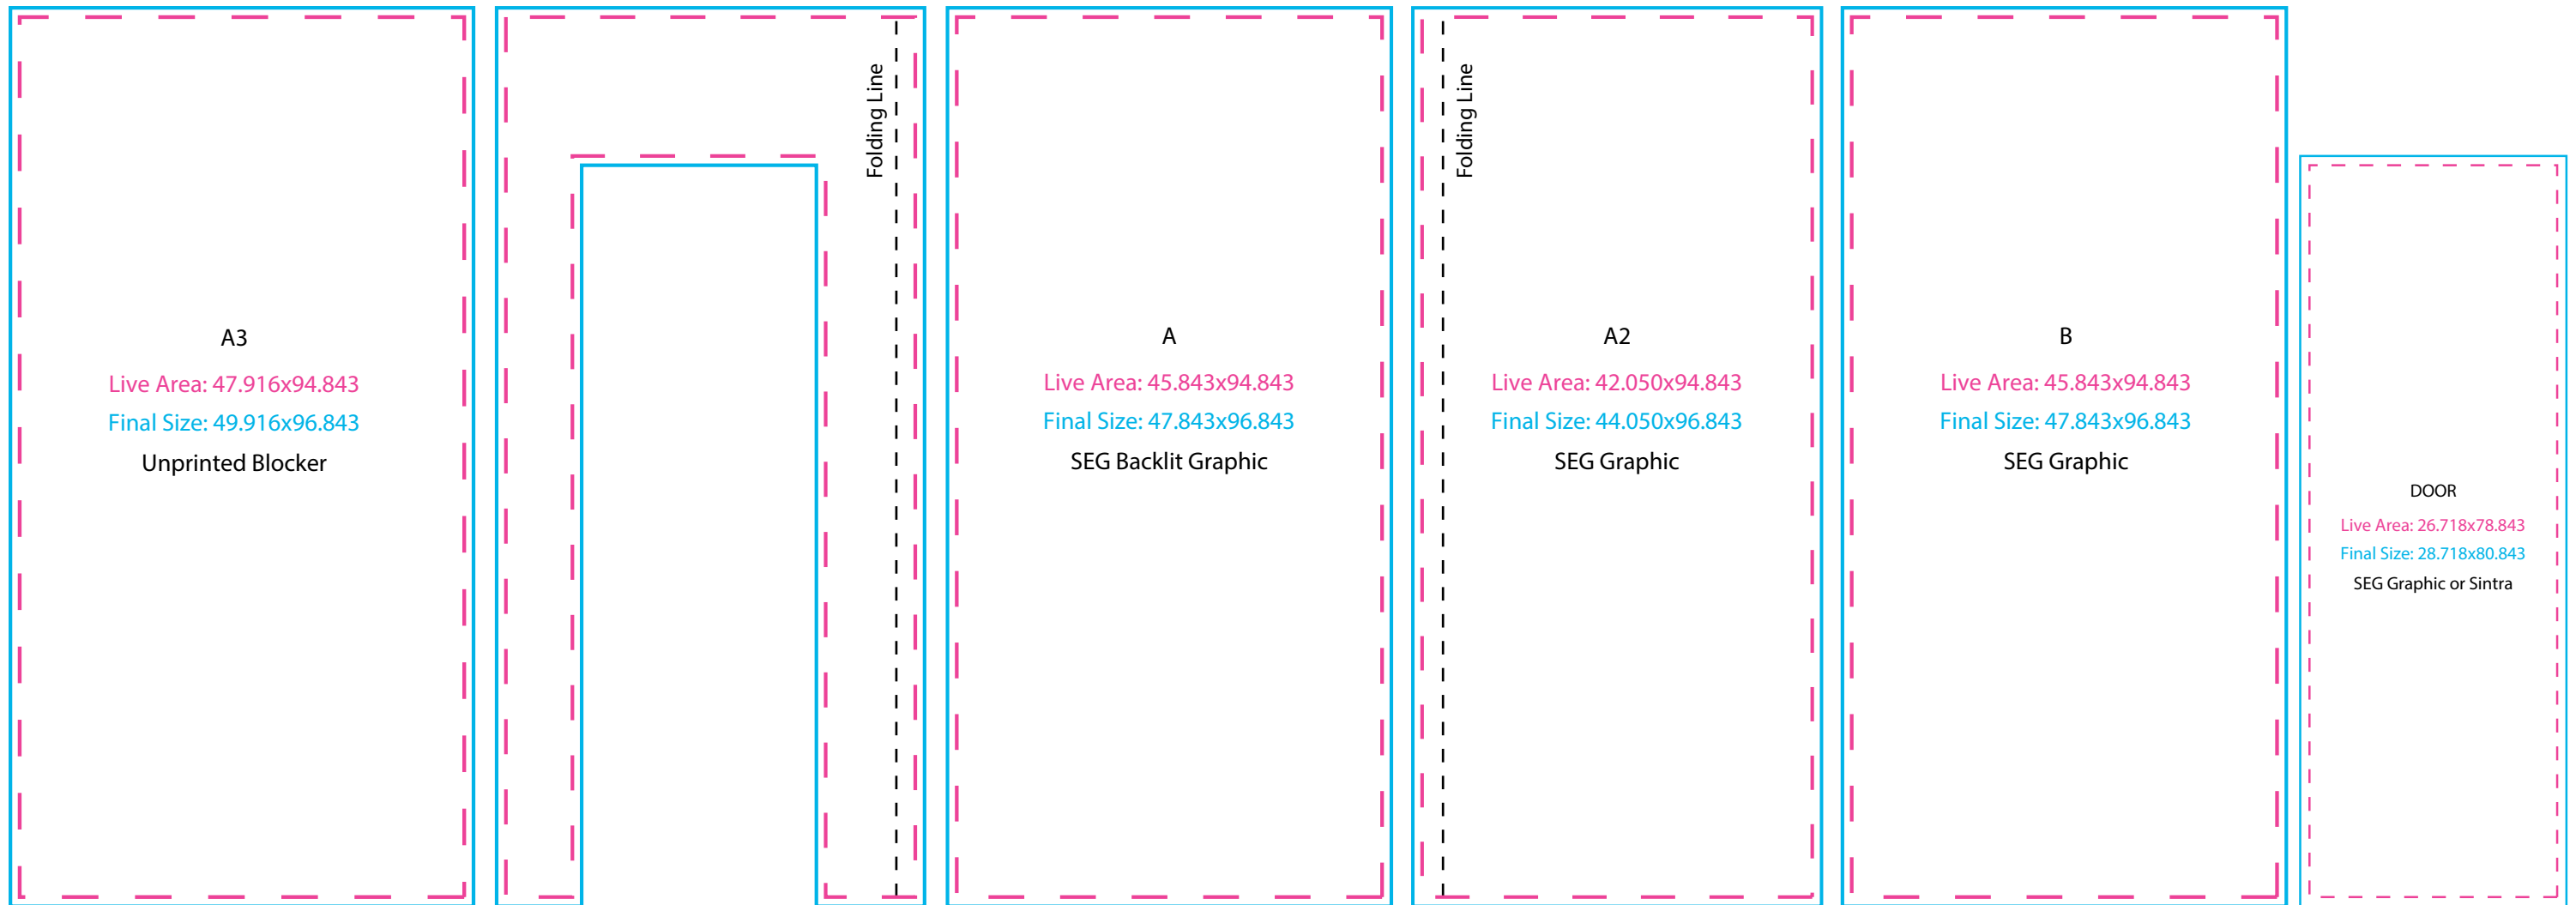 A3
Live Area: 47.916x94.843
Final Size: 49.916x96.843
Unprinted Blocker
Folding Line
A
Live Area: 45.843x94.843
Final Size: 47.843x96.843
SEG Backlit Graphic
Folding Line
A2
Live Area: 42.050x94.843
Final Size: 44.050x96.843
SEG Graphic
B
Live Area: 45.843x94.843
Final Size: 47.843x96.843
SEG Graphic
DOOR
Live Area: 26.718x78.843
Final Size: 28.718x80.843
SEG Graphic or Sintra